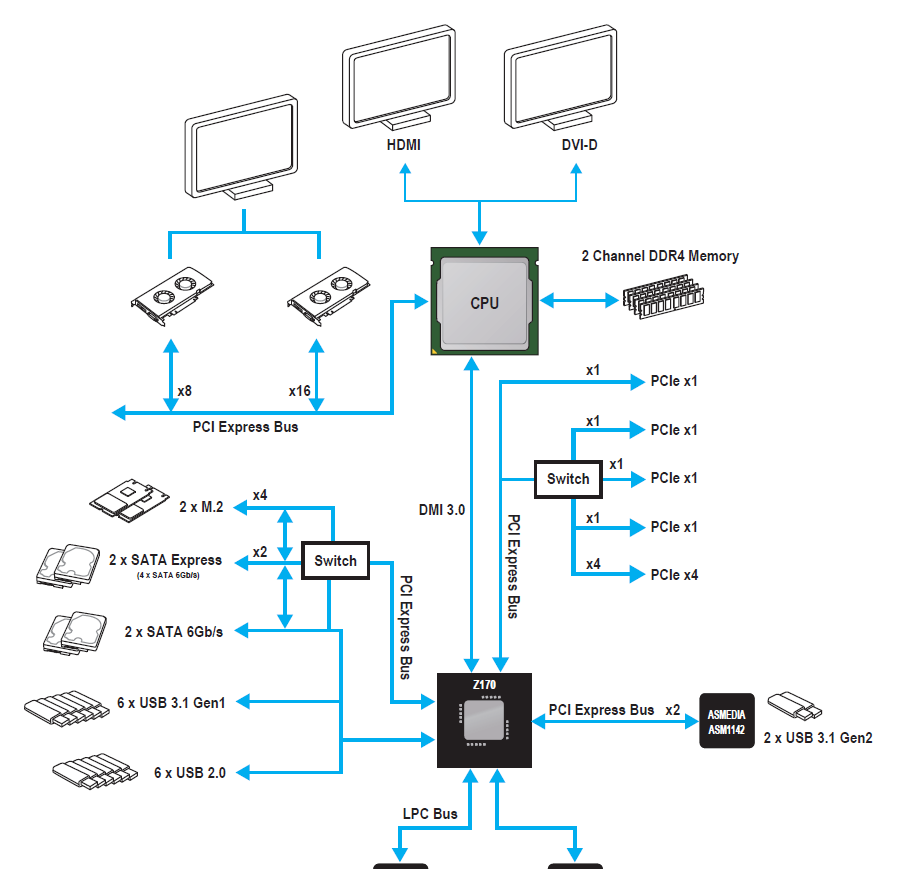 HDMI
DVI-D
2 Channel DDR4 Memory
CPU
x8
x16
PCI Express Bus
x1
PCIe x1
x1
PCIe x1
x1
PCIe x1
Switch
x1
PCIe x1
x4
PCIe x4
DMI 3.0
PCI Express Bus
x4
2 x M.2
x2
2 x SATA Express
(4 x SATA 6Gb/s)
Switch
2 x SATA 6Gb/s
PCI Express Bus
6 x USB 3.1 Gen1
6 x USB 2.0
Z170
PCI Express Bus x2
ASMEDIA
ASM1142
2 x USB 3.1 Gen2
LPC Bus